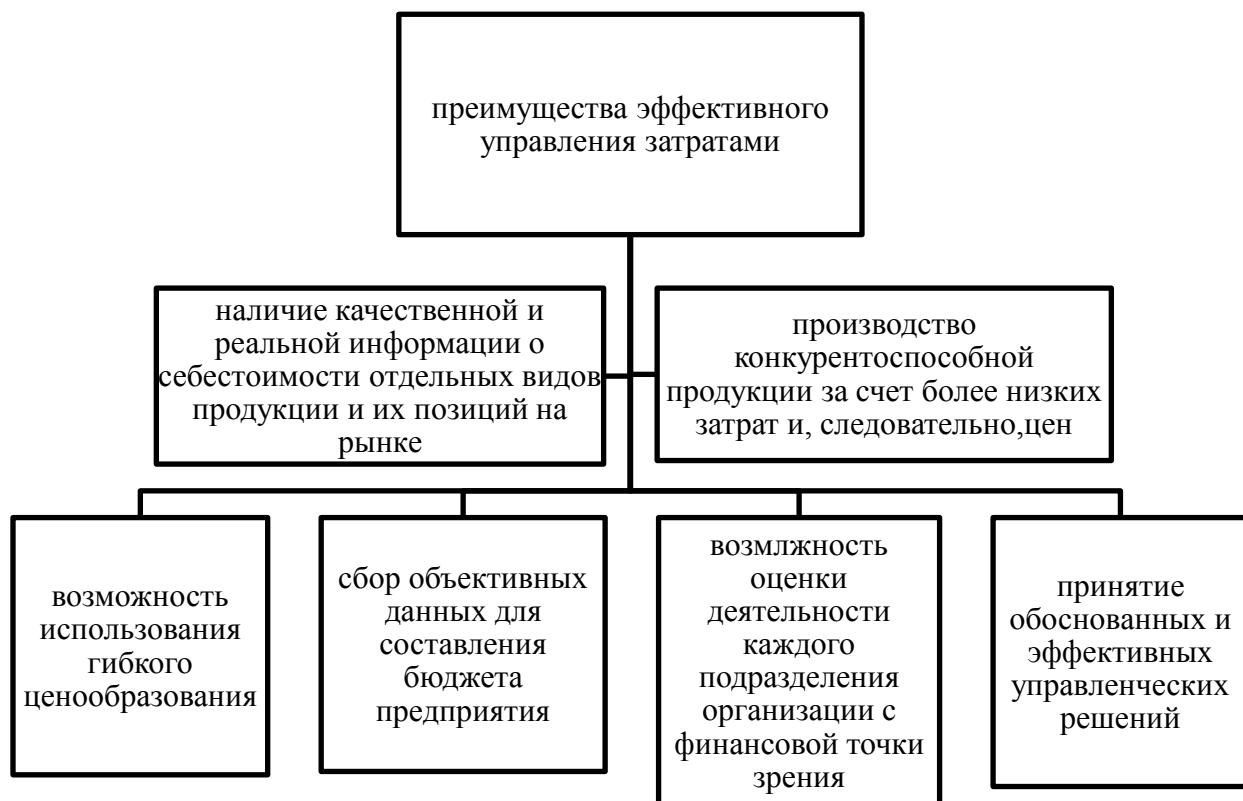 преимущества эффективного
управления затратами
наличие качественной и
реальной информации о
себестоимости отдельных видов
продукции и их позиций на
рынке
производство
конкурентоспособной
продукции за счет более низких
затрат и, следовательно,цен
возможность
использования
гибкого
ценообразования
сбор объективных
данных для
составления
бюджета
предприятия
возмлжность
оценки
деятельности
каждого
подразделения
организации с
финансовой точки
зрения
принятие
обоснованных и
эффективных
управленческих
решений